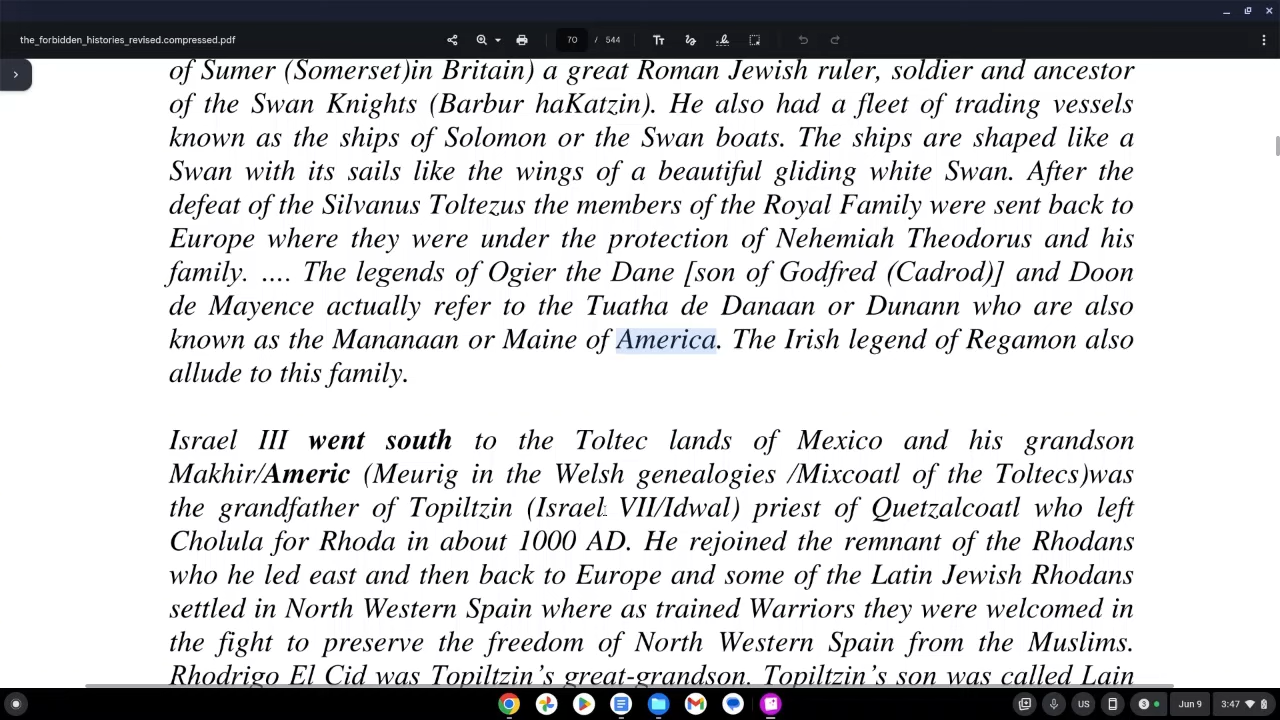 the_forbidden_histories_revised.compressed.pdf
70 / 544
of Sumer (Somerset)in Britain) a great Roman Jewish ruler, soldier and ancestor
of the Swan Knights (Barbur haKatzin). He also had a fleet of trading vessels
known as the ships of Solomon or the Swan boats. The ships are shaped like a
Swan with its sails like the wings of a beautiful gliding white Swan. After the
defeat of the Silvanus Toltezus the members of the Royal Family were sent back to
Europe where they were under the protection of Nehemiah Theodorus and his
family. …. The legends of Ogier the Dane [son of Godfred (Cadrod)] and Doon
de Mayence actually refer to the Tuatha de Danaan or Dunann who are also
known as the Mananaan or Maine of America. The Irish legend of Regamon also
allude to this family.
Israel III went south to the Toltec lands of Mexico and his grandson
Makhir/Americ (Meurig in the Welsh genealogies /Mixcoatl of the Toltecs)was
the grandfather of Topiltzin (Israel VII/Idwal) priest of Quetzalcoatl who left
Cholula for Rhoda in about 1000 AD. He rejoined the remnant of the Rhodans
who he led east and then back to Europe and some of the Latin Jewish Rhodans
settled in North Western Spain where as trained Warriors they were welcomed in
the fight to preserve the freedom of North Western Spain from the Muslims.
Rhodrigo El Cid was Topiltzin's great-grandson. Topiltzin's son was called Lain
US
3
Jun 9
3:47